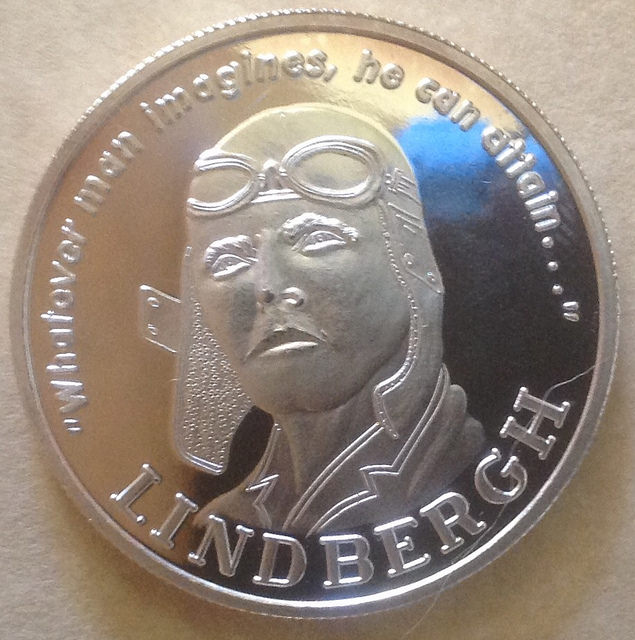 "Whatever man imagines, he can attain..."
LINDBERGH